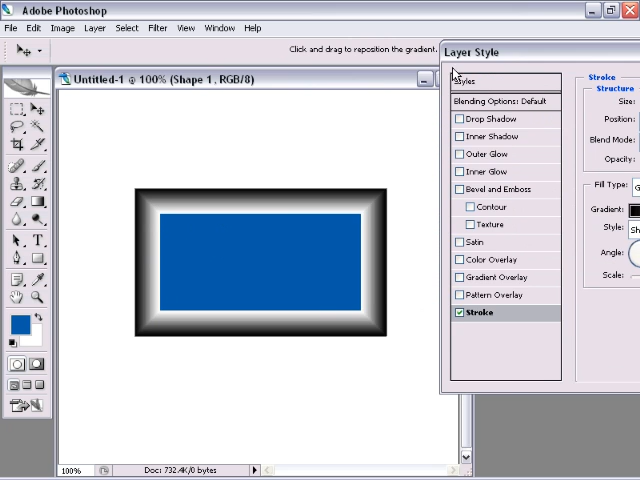 Adobe Photoshop
File Edit Image Layer Select Filter View Window Help
Click and drag to reposition the gradient.
Layer Style
Untitled-1 @ 100% (Shape 1, RGB/8)
Styles
Blending Options: Default
Drop Shadow
Inner Shadow
Outer Glow
Inner Glow
Bevel and Emboss
Contour
Texture
Satin
Color Overlay
Gradient Overlay
Pattern Overlay
Stroke
Stroke
Structure
Size:
Position:
Blend Mode:
Opacity:
Fill Type: G
Gradient:
Style: Sh
Angle:
Scale:
T
100% Doc: 732.4K/0 bytes